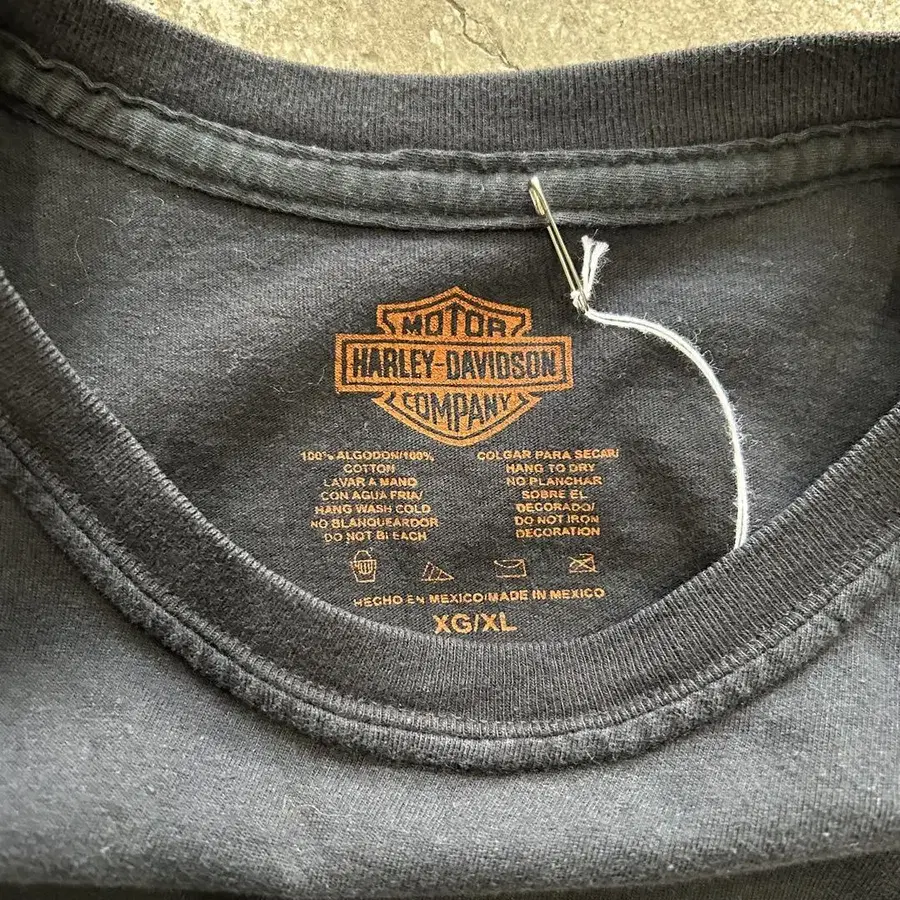 MOTOR
HARLEY-DAVIDSON
COMPANY
100% ALGODON/100%
COTTON
LAVAR A MANO
CON AGUA FRIA/
HANG WASH COLD
NO BLANQUEARDOR
DO NOT BLEACH
COLGAR PARA SECAR/
HANG TO DRY
NO PLANCHAR
SOBRE EL
DECORADO/
DO NOT IRON
DECORATION
HECHO EN MEXICO/MADE IN MEXICO
XG/XL